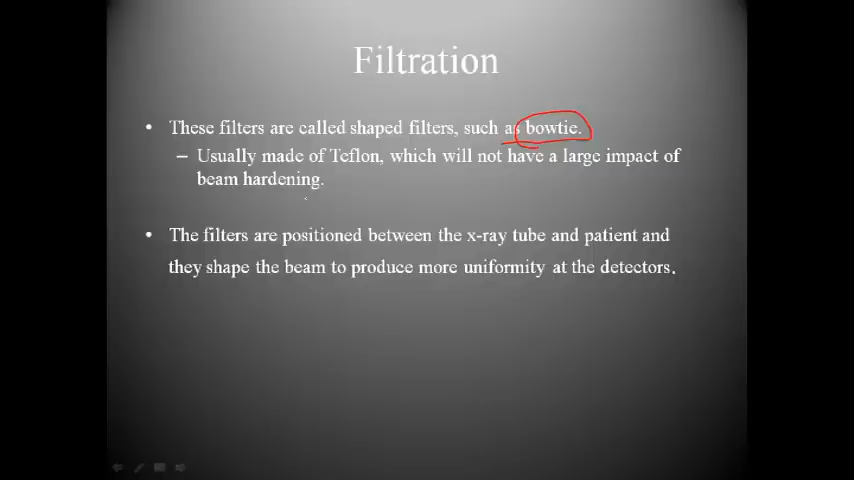 Filtration
• These filters are called shaped filters, such as bowtie.
– Usually made of Teflon, which will not have a large impact of
beam hardening.
• The filters are positioned between the x-ray tube and patient and
they shape the beam to produce more uniformity at the detectors.